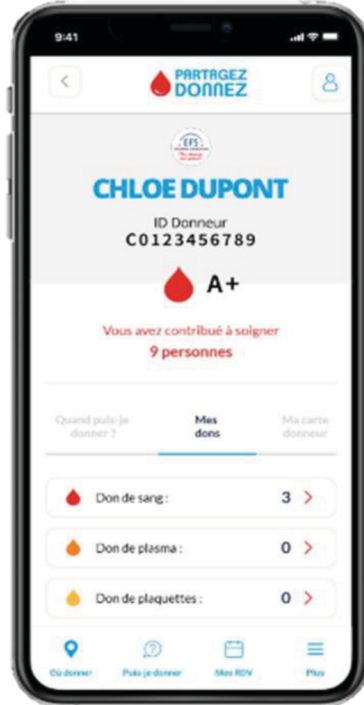 9:41
PARTAGEZ
DONNEZ
EFS
CHLOE DUPONT
ID Donneur
C0123456789
A+
Vous avez contribué à soigner
9 personnes
Quand puis-je
donner ?
Mes
dons
Ma carte
donneur
Don de sang :
3
Don de plasma :
0
Don de plaquettes :
0
Où donner
Puis-je donner
Mes RDV
Plus